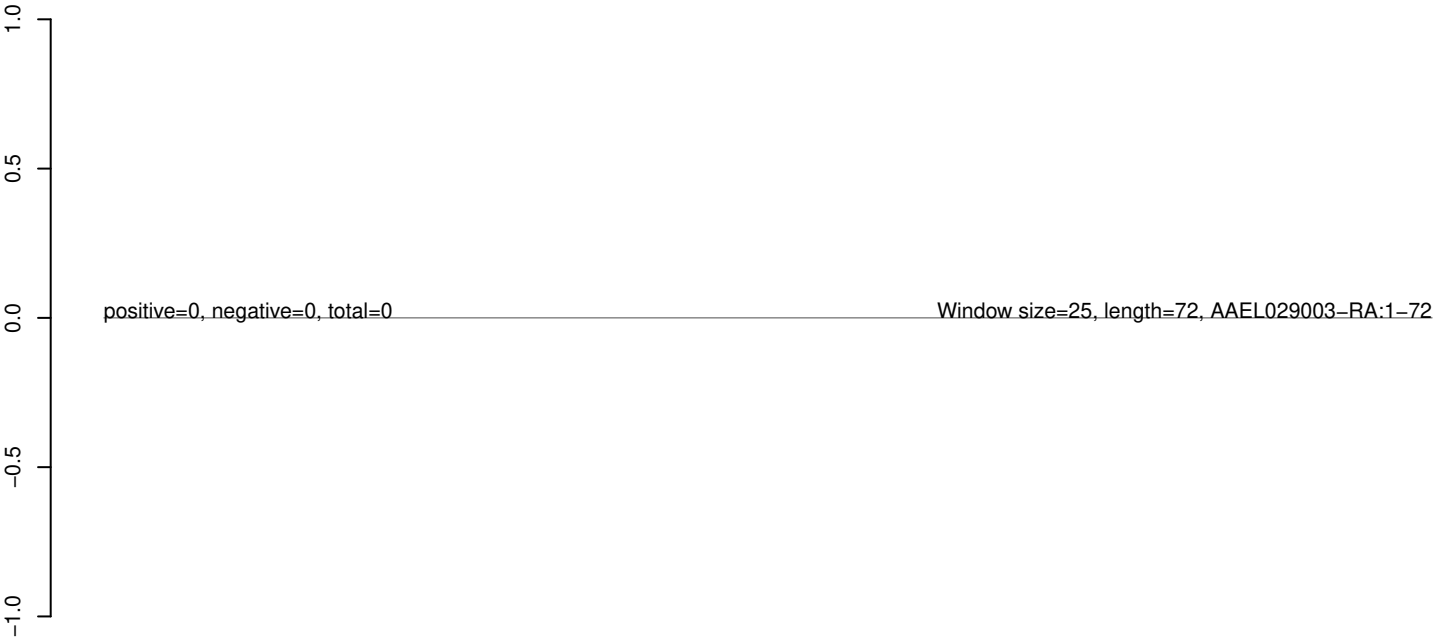 1.0
0.5
0.0
−0.5
−1.0
positive=0, negative=0, total=0
Window size=25, length=72, AAEL029003−RA:1−72